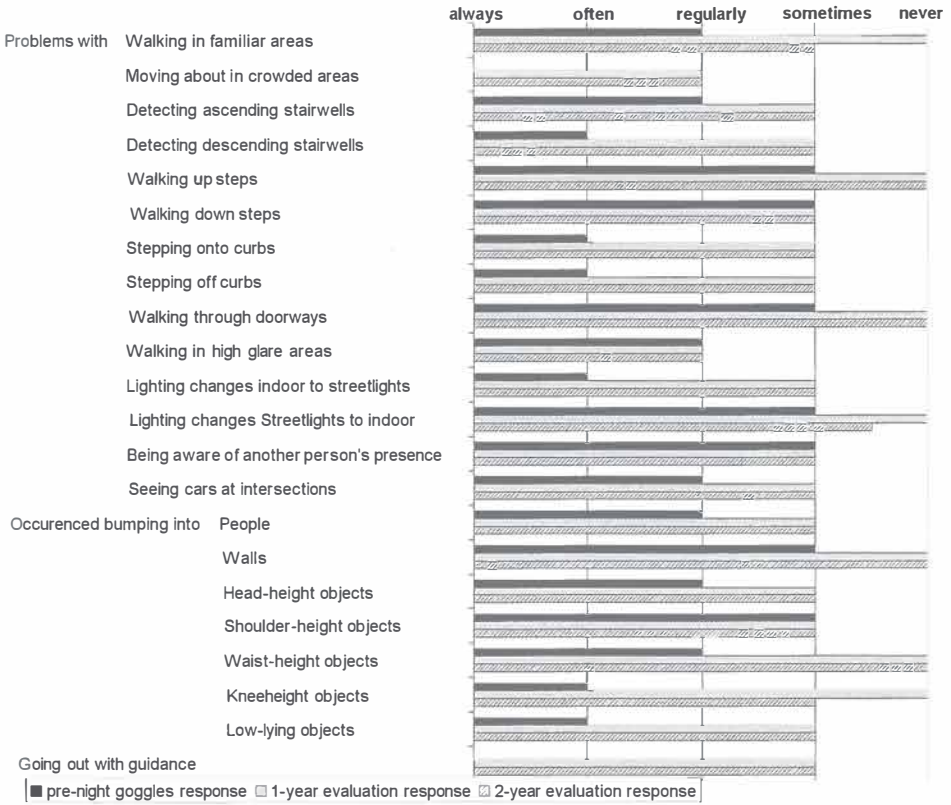 always often regularly sometimes never
Problems with Walking in familiar areas
Moving about in crowded areas
Detecting ascending stairwells
Detecting descending stairwells
Walking up steps
Walking down steps
Stepping onto curbs
Stepping off curbs
Walking through doorways
Walking in high glare areas
Lighting changes indoor to streetlights
Lighting changes Streetlights to indoor
Being aware of another person's presence
Seeing cars at intersections
Occurenced bumping into People
Walls
Head-height objects
Shoulder-height objects
Waist-height objects
Kneeheight objects
Low-lying objects
Going out with guidance
pre-night goggles response 1-year evaluation response 2-year evaluation response